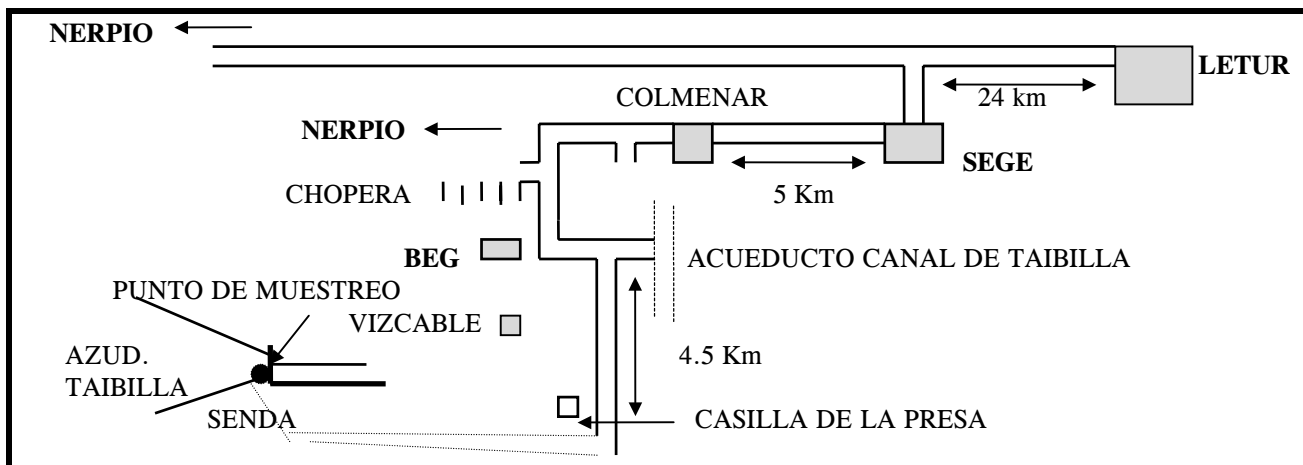 NERPIO
LETUR
24 km
COLMENAR
NERPIO
SEGE
5 Km
CHOPERA
BEG
ACUEDUCTO CANAL DE TAIBILLA
PUNTO DE MUESTREO
VIZCABLE
4.5 Km
AZUD.
TAIBILLA
SENDA
CASILLA DE LA PRESA